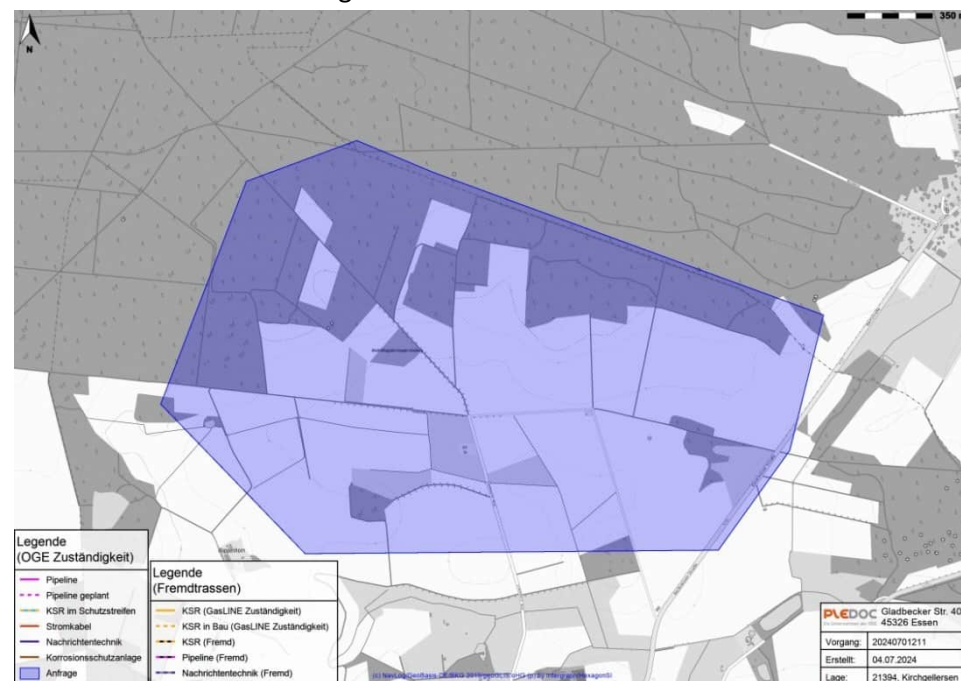 N
350 m
Legende
(OGE Zuständigkeit)
Pipeline
Pipeline geplant
KSR im Schutzstreifen
Stromkabel
Nachrichtentechnik
Korrosionsschutzanlage
Anfrage
Legende
(Fremdtrassen)
KSR (GasLINE Zuständigkeit)
KSR in Bau (GasLINE Zuständigkeit)
KSR (Fremd)
Pipeline (Fremd)
Nachrichtentechnik (Fremd)
PLEDOC
Gladbecker Str. 40
45326 Essen
Vorgang: 20240701211
Erstellt: 04.07.2024
Lage: 21394, Kirchgellersen